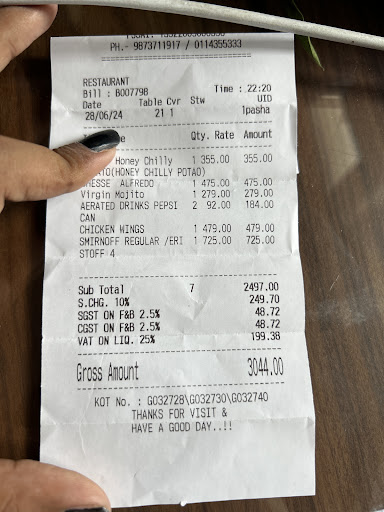 PH.- 9873711917 / 0114355333
RESTAURANT
Bill : B007798 Time : 22:20
Date Table Cvr Stw UID
28/06/24 21 1 1pasha
Qty. Rate Amount
Honey Chilly 1 355.00 355.00
(HONEY CHILLY POTAO)
ALFREDO 1 475.00 475.00
Virgin Mojito 1 279.00 279.00
AERATED DRINKS PEPSI 2 92.00 184.00
CAN
CHICKEN WINGS 1 479.00 479.00
SMIRNOFF REGULAR /ERI 1 725.00 725.00
STOFF 4
Sub Total 7 2497.00
S.CHG. 10% 249.70
SGST ON F&B 2.5% 48.72
CGST ON F&B 2.5% 48.72
VAT ON LIQ. 25% 199.38
Gross Amount 3044.00
KOT No. : G032728\G032730\G032740
THANKS FOR VISIT &
HAVE A GOOD DAY..!!